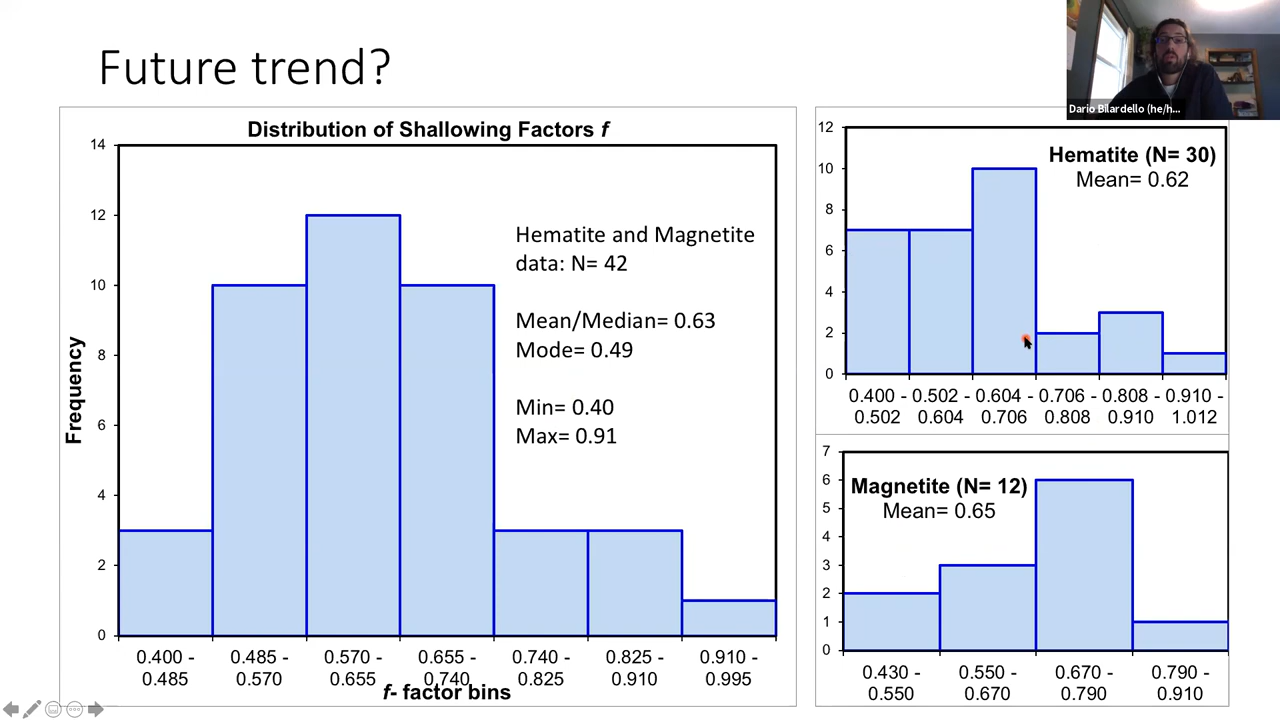 Future trend?
Dario Bilardello (he/h...
Distribution of Shallowing Factors f
14
12
10
8
6
4
2
0
Frequency
Hematite and Magnetite
data: N= 42
Mean/Median= 0.63
Mode= 0.49
Min= 0.40
Max= 0.91
0.400 - 0.485 - 0.570 - 0.655 - 0.740 - 0.825 - 0.910 -
0.485 0.570 0.655 0.740 0.825 0.910 0.995
f- factor bins
12
10
8
6
4
2
0
Hematite (N= 30)
Mean= 0.62
0.400 - 0.502 - 0.604 - 0.706 - 0.808 - 0.910 -
0.502 0.604 0.706 0.808 0.910 1.012
7
6
5
4
3
2
1
0
Magnetite (N= 12)
Mean= 0.65
0.430 - 0.550 - 0.670 - 0.790 -
0.550 0.670 0.790 0.910